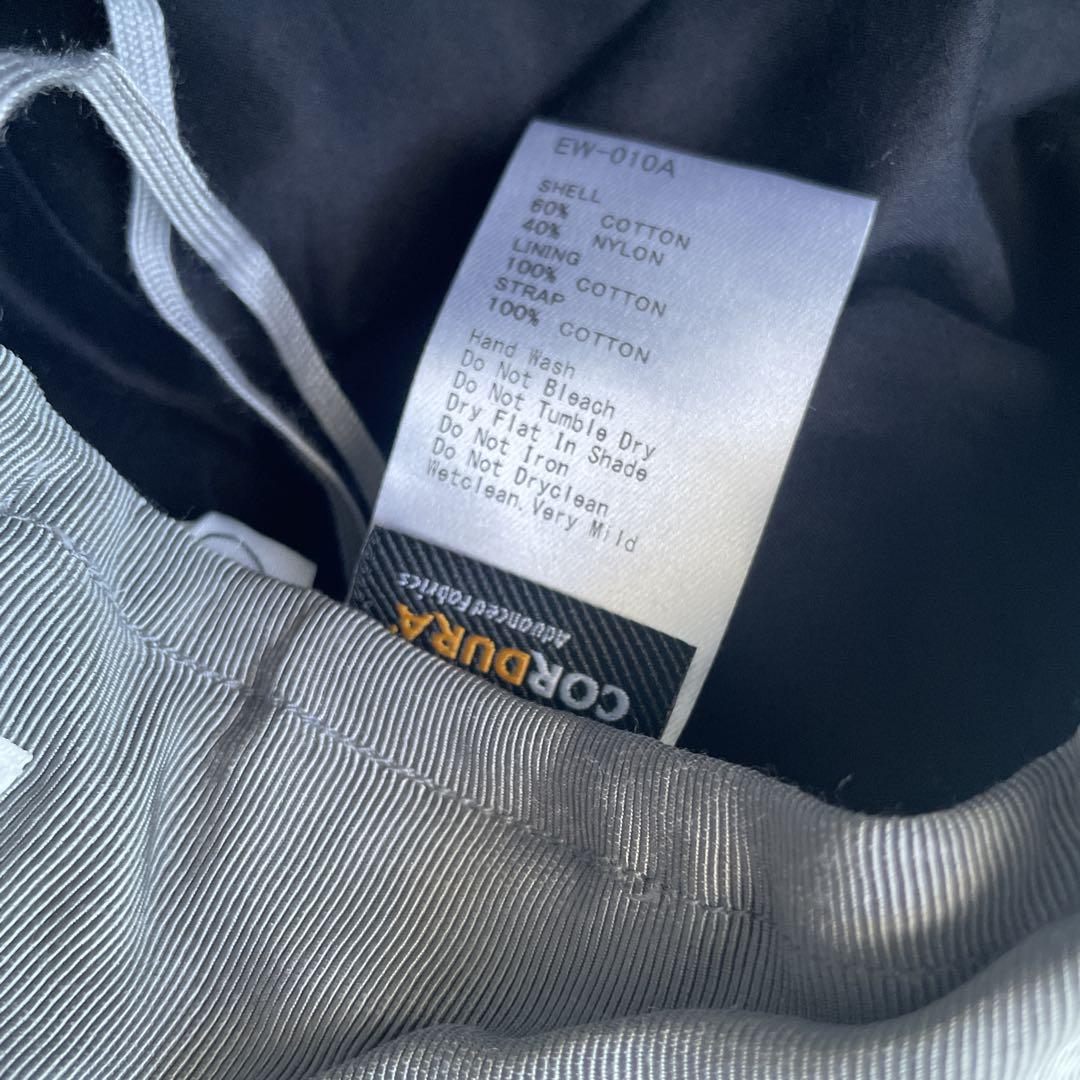 EW-010A
SHELL
60% COTTON
40% NYLON
LINING
100% COTTON
STRAP
100% COTTON
Hand Wash
Do Not Bleach
Do Not Tumble Dry
Dry Flat In Shade
Do Not Iron
Do Not Dryclean
Wetclean.Very Mild
CORDURA
Advanced Fabrics